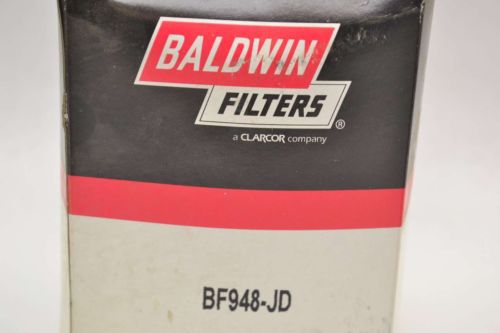 BALDWIN
FILTERS®
a CLARCOR company
BF948-JD